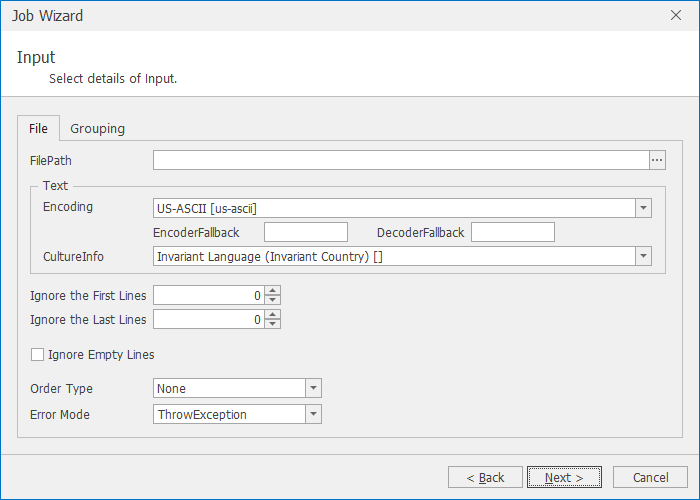 Job Wizard
Input
Select details of Input.
File Grouping
FilePath ...
Text
Encoding US-ASCII [us-ascii]
EncoderFallback DecoderFallback
CultureInfo Invariant Language (Invariant Country) []
Ignore the First Lines 0
Ignore the Last Lines 0
Ignore Empty Lines
Order Type None
Error Mode ThrowException
< Back Next > Cancel